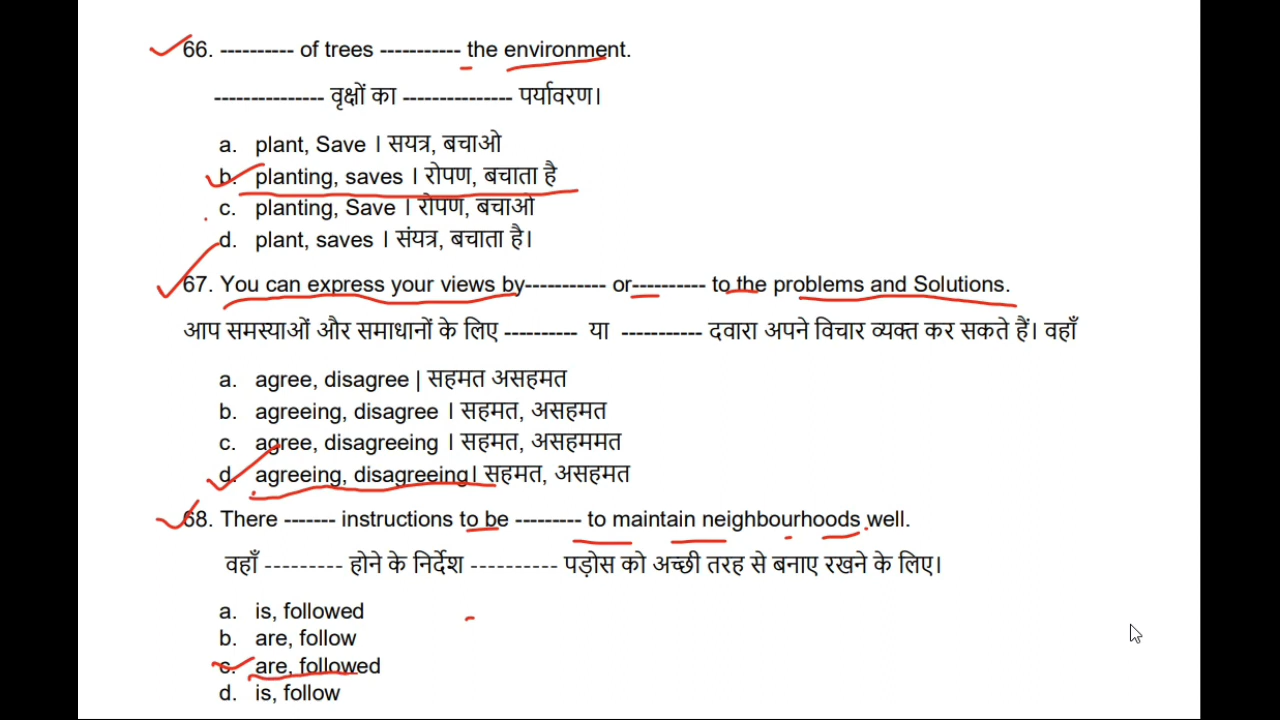 66. ---------- of trees ----------- the environment.
--------------- वृक्षों का --------------- पर्यावरण।
a. plant, Save । सयत्र, बचाओ
b. planting, saves । रोपण, बचाता है
c. planting, Save । रोपण, बचाओ
d. plant, saves । संयत्र, बचाता है।
67. You can express your views by----------- or---------- to the problems and Solutions.
आप समस्याओं और समाधानों के लिए ---------- या ----------- दवारा अपने विचार व्यक्त कर सकते हैं। वहाँ
a. agree, disagree | सहमत असहमत
b. agreeing, disagree । सहमत, असहमत
c. agree, disagreeing । सहमत, असहममत
d. agreeing, disagreeing। सहमत, असहमत
68. There ------- instructions to be --------- to maintain neighbourhoods well.
वहाँ --------- होने के निर्देश ---------- पड़ोस को अच्छी तरह से बनाए रखने के लिए।
a. is, followed
b. are, follow
c. are, followed
d. is, follow